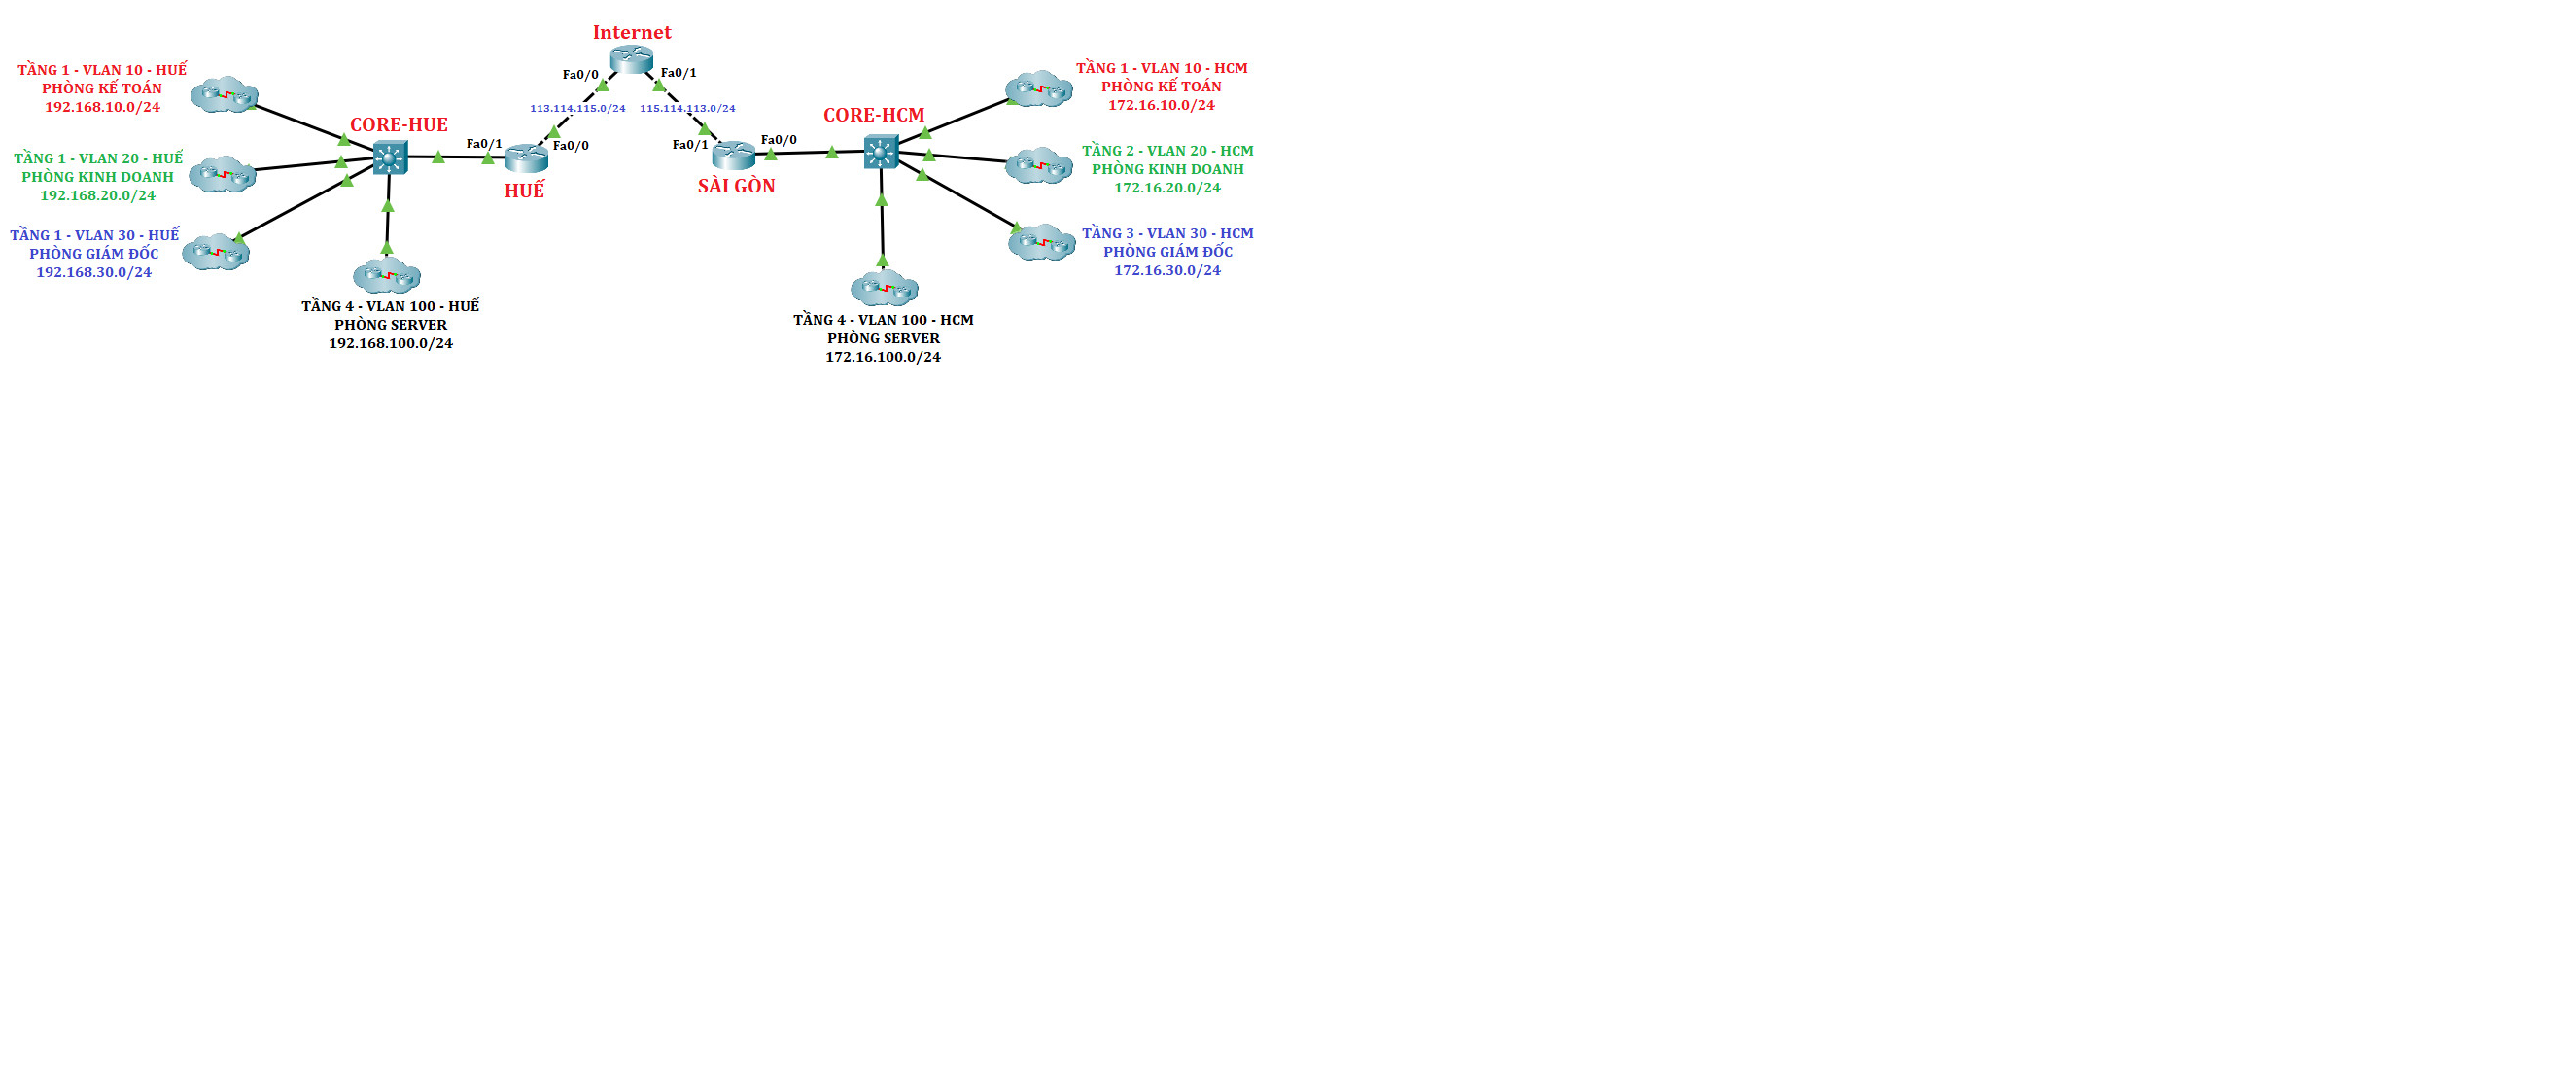 Internet
Fa0/0
Fa0/1
113.114.115.0/24
115.114.113.0/24
TẦNG 1 - VLAN 10 - HUẾ
PHÒNG KẾ TOÁN
192.168.10.0/24
CORE-HUE
Fa0/1
Fa0/0
HUẾ
TẦNG 1 - VLAN 20 - HUẾ
PHÒNG KINH DOANH
192.168.20.0/24
TẦNG 1 - VLAN 30 - HUẾ
PHÒNG GIÁM ĐỐC
192.168.30.0/24
TẦNG 4 - VLAN 100 - HUẾ
PHÒNG SERVER
192.168.100.0/24
Fa0/1
Fa0/0
SÀI GÒN
CORE-HCM
TẦNG 1 - VLAN 10 - HCM
PHÒNG KẾ TOÁN
172.16.10.0/24
TẦNG 2 - VLAN 20 - HCM
PHÒNG KINH DOANH
172.16.20.0/24
TẦNG 3 - VLAN 30 - HCM
PHÒNG GIÁM ĐỐC
172.16.30.0/24
TẦNG 4 - VLAN 100 - HCM
PHÒNG SERVER
172.16.100.0/24